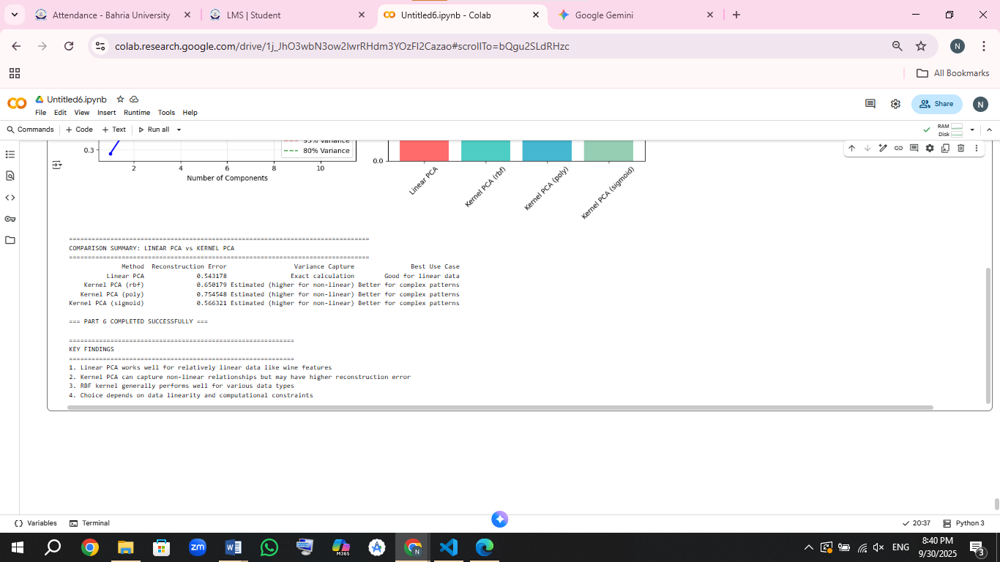 Attendance - Bahria University
LMS | Student
Untitled6.ipynb - Colab
Google Gemini
colab.research.google.com/drive/1j_JhO3wbN3ow2IwrRHdm3YOzFI2Cazao#scrollTo=bQgu2SLdRHzc
N
All Bookmarks
Untitled6.ipynb
File Edit View Insert Runtime Tools Help
Share
N
Commands + Code + Text Run all
RAM
Disk
0.3
2 4 6 8 10
Number of Components
95% Variance
80% Variance
0.0
Linear PCA
Kernel PCA (rbf)
Kernel PCA (poly)
Kernel PCA (sigmoid)
================================================================================
COMPARISON SUMMARY: LINEAR PCA vs KERNEL PCA
================================================================================
Method Reconstruction Error Variance Capture Best Use Case
Linear PCA 0.543178 Exact calculation Good for linear data
Kernel PCA (rbf) 0.650179 Estimated (higher for non-linear) Better for complex patterns
Kernel PCA (poly) 0.754548 Estimated (higher for non-linear) Better for complex patterns
Kernel PCA (sigmoid) 0.566321 Estimated (higher for non-linear) Better for complex patterns
=== PART 6 COMPLETED SUCCESSFULLY ===
============================================================
KEY FINDINGS
============================================================
1. Linear PCA works well for relatively linear data like wine features
2. Kernel PCA can capture non-linear relationships but may have higher reconstruction error
3. RBF kernel generally performs well for various data types
4. Choice depends on data linearity and computational constraints
Variables
Terminal
20:37
Python 3
zm
M365
N
ENG
8:40 PM
9/30/2025
3